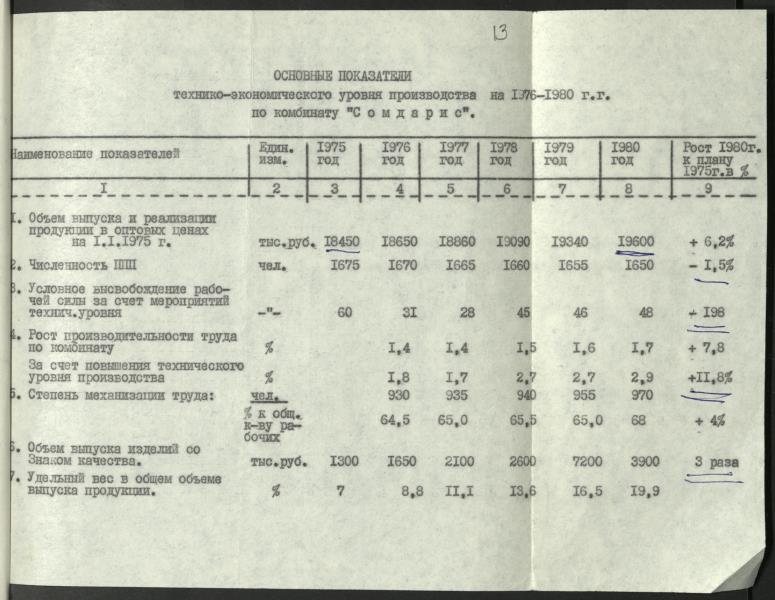 13
ОСНОВНЫЕ ПОКАЗАТЕЛИ
технико-экономического уровня производства на 1976-1980 г.г.
по комбинату "С о м д а р и с".
Наименование показателей Един. изм. 1975 год 1976 год 1977 год 1978 год 1979 год 1980 год Рост 1980г. к плану 1975г.в %
I 2 3 4 5 6 7 8 9
1. Объем выпуска и реализации
продукции в оптовых ценах
на I.I.1975 г. тыс.руб. 18450 18650 18860 19090 19340 19600 + 6,2%
2. Численность ППП чел. 1675 1670 1665 1660 1655 1650 - 1,5%
3. Условное высвобождение рабо-
чей силы за счет мероприятий
технич.уровня -"- 60 31 28 45 46 48 198
4. Рост производительности труда
по комбинату % 1,4 1,4 1,5 1,6 1,7 + 7,8
За счет повышения технического
уровня производства % 1,8 1,7 2,7 2,7 2,9 +11,8%
5. Степень механизации труда: чел. 930 935 940 955 970
% к общ.
к-ву ра-
бочих 64,5 65,0 65,5 65,0 68 + 4%
6. Объем выпуска изделий со
Знаком качества. тыс.руб. 1300 1650 2100 2600 7200 3900 3 раза
7. Удельный вес в общем объеме
выпуска продукции. % 7 8,8 11,1 13,6 16,5 19,9